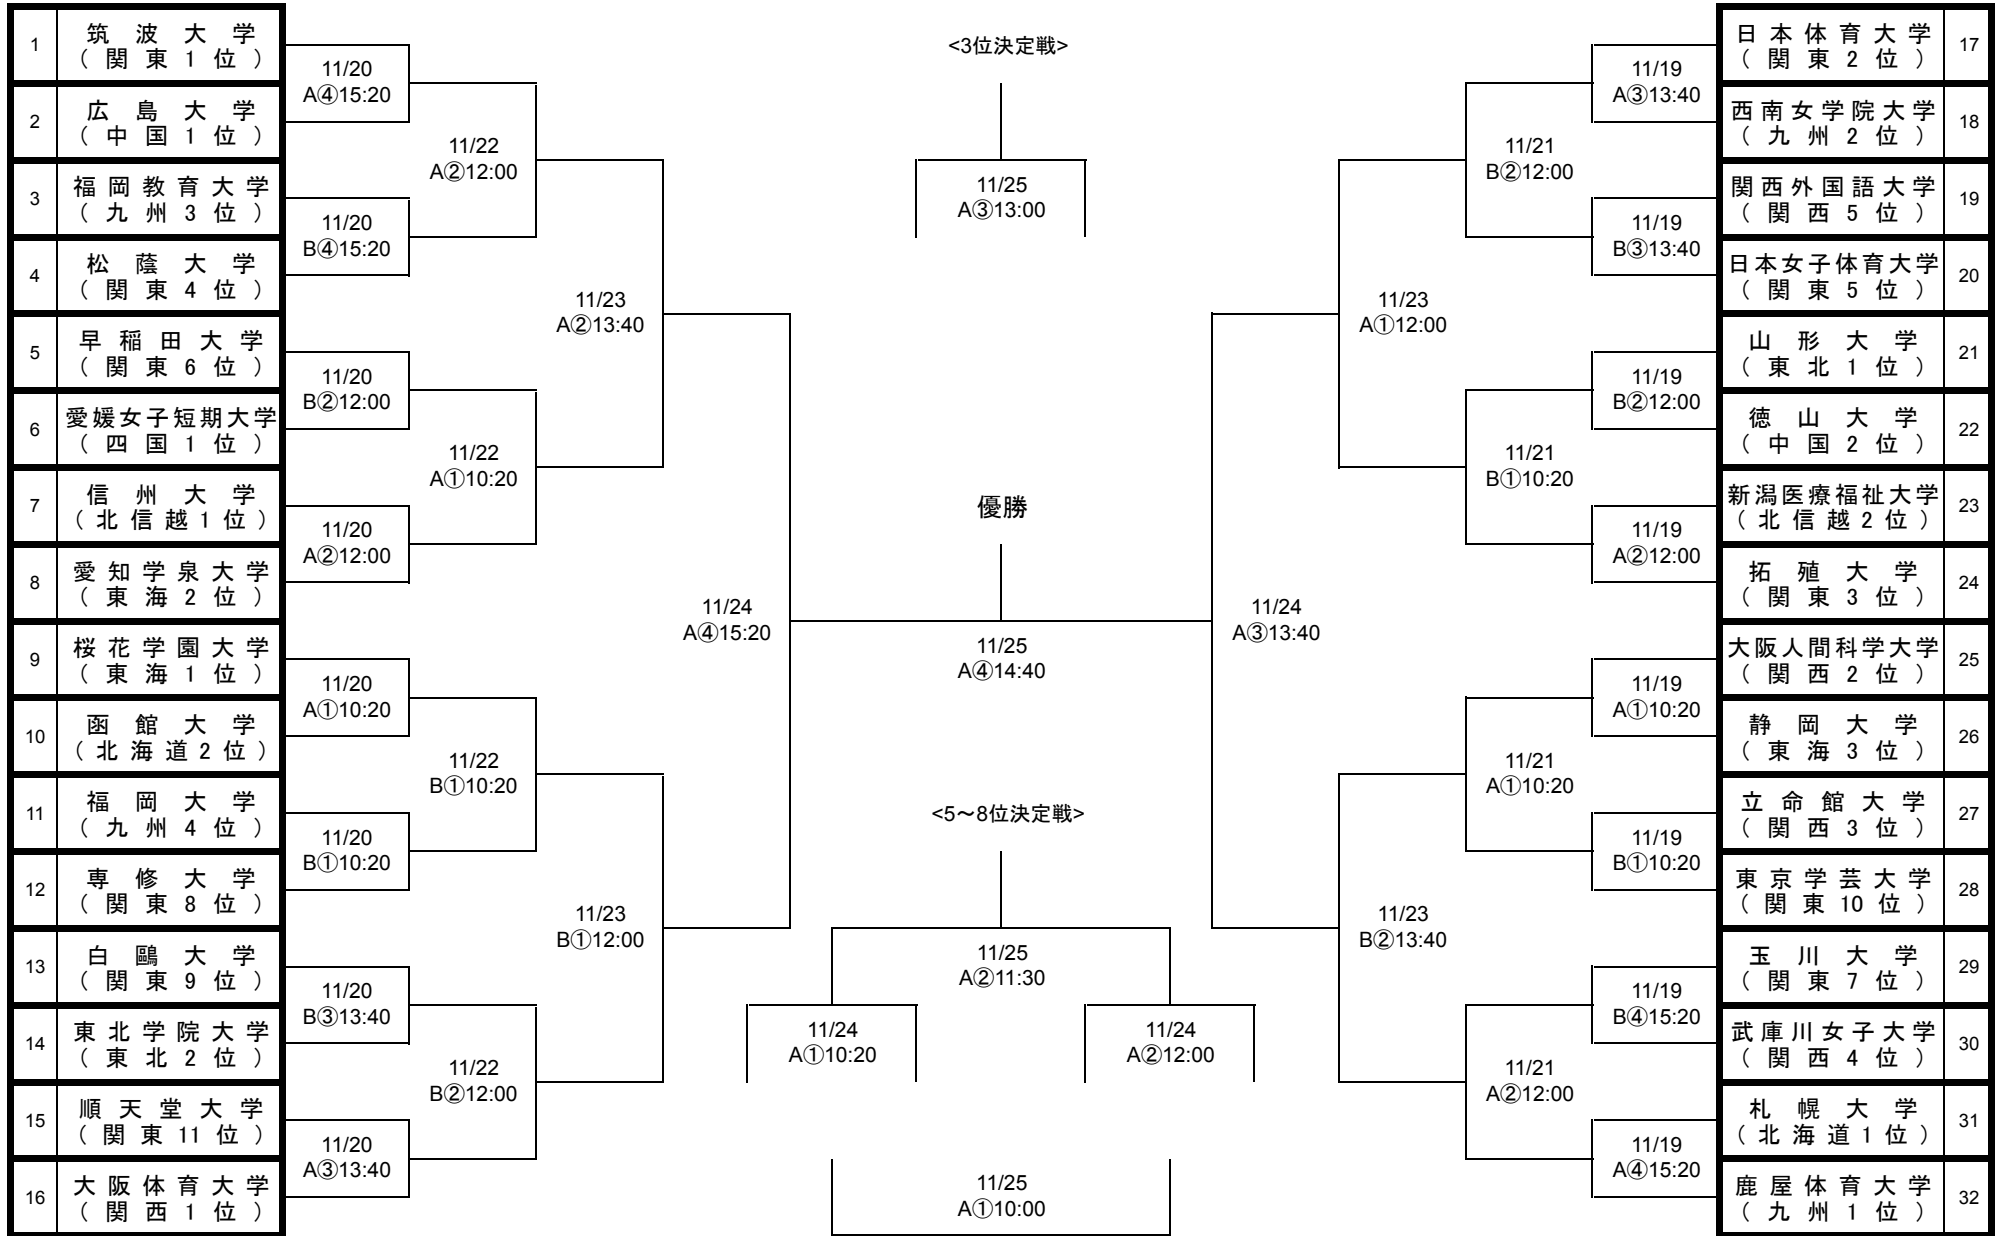 1
筑波大学
(関東1位)
2
広島大学
(中国1位)
3
福岡教育大学
(九州3位)
4
松蔭大学
(関東4位)
5
早稲田大学
(関東6位)
6
愛媛女子短期大学
(四国1位)
7
信州大学
(北信越1位)
8
愛知学泉大学
(東海2位)
9
桜花学園大学
(東海1位)
10
函館大学
(北海道2位)
11
福岡大学
(九州4位)
12
専修大学
(関東8位)
13
白鷗大学
(関東9位)
14
東北学院大学
(東北2位)
15
順天堂大学
(関東11位)
16
大阪体育大学
(関西1位)
11/20
A④15:20
11/20
B④15:20
11/20
B②12:00
11/20
A②12:00
11/20
A①10:20
11/20
B①10:20
11/20
B③13:40
11/20
A③13:40
11/22
A②12:00
11/22
A①10:20
11/22
B①10:20
11/22
B②12:00
11/23
A②13:40
11/23
B①12:00
11/24
A④15:20
<3位決定戦>
11/25
A③13:00
優勝
11/25
A④14:40
<5～8位決定戦>
11/25
A②11:30
11/24
A①10:20
11/24
A②12:00
11/25
A①10:00
11/24
A③13:40
11/23
A①12:00
11/23
B②13:40
11/21
B②12:00
11/21
B①10:20
11/21
A①10:20
11/21
A②12:00
11/19
A③13:40
11/19
B③13:40
11/19
B②12:00
11/19
A②12:00
11/19
A①10:20
11/19
B①10:20
11/19
B④15:20
11/19
A④15:20
日本体育大学
(関東2位)
17
西南女学院大学
(九州2位)
18
関西外国語大学
(関西5位)
19
日本女子体育大学
(関東5位)
20
山形大学
(東北1位)
21
徳山大学
(中国2位)
22
新潟医療福祉大学
(北信越2位)
23
拓殖大学
(関東3位)
24
大阪人間科学大学
(関西2位)
25
静岡大学
(東海3位)
26
立命館大学
(関西3位)
27
東京学芸大学
(関東10位)
28
玉川大学
(関東7位)
29
武庫川女子大学
(関西4位)
30
札幌大学
(北海道1位)
31
鹿屋体育大学
(九州1位)
32